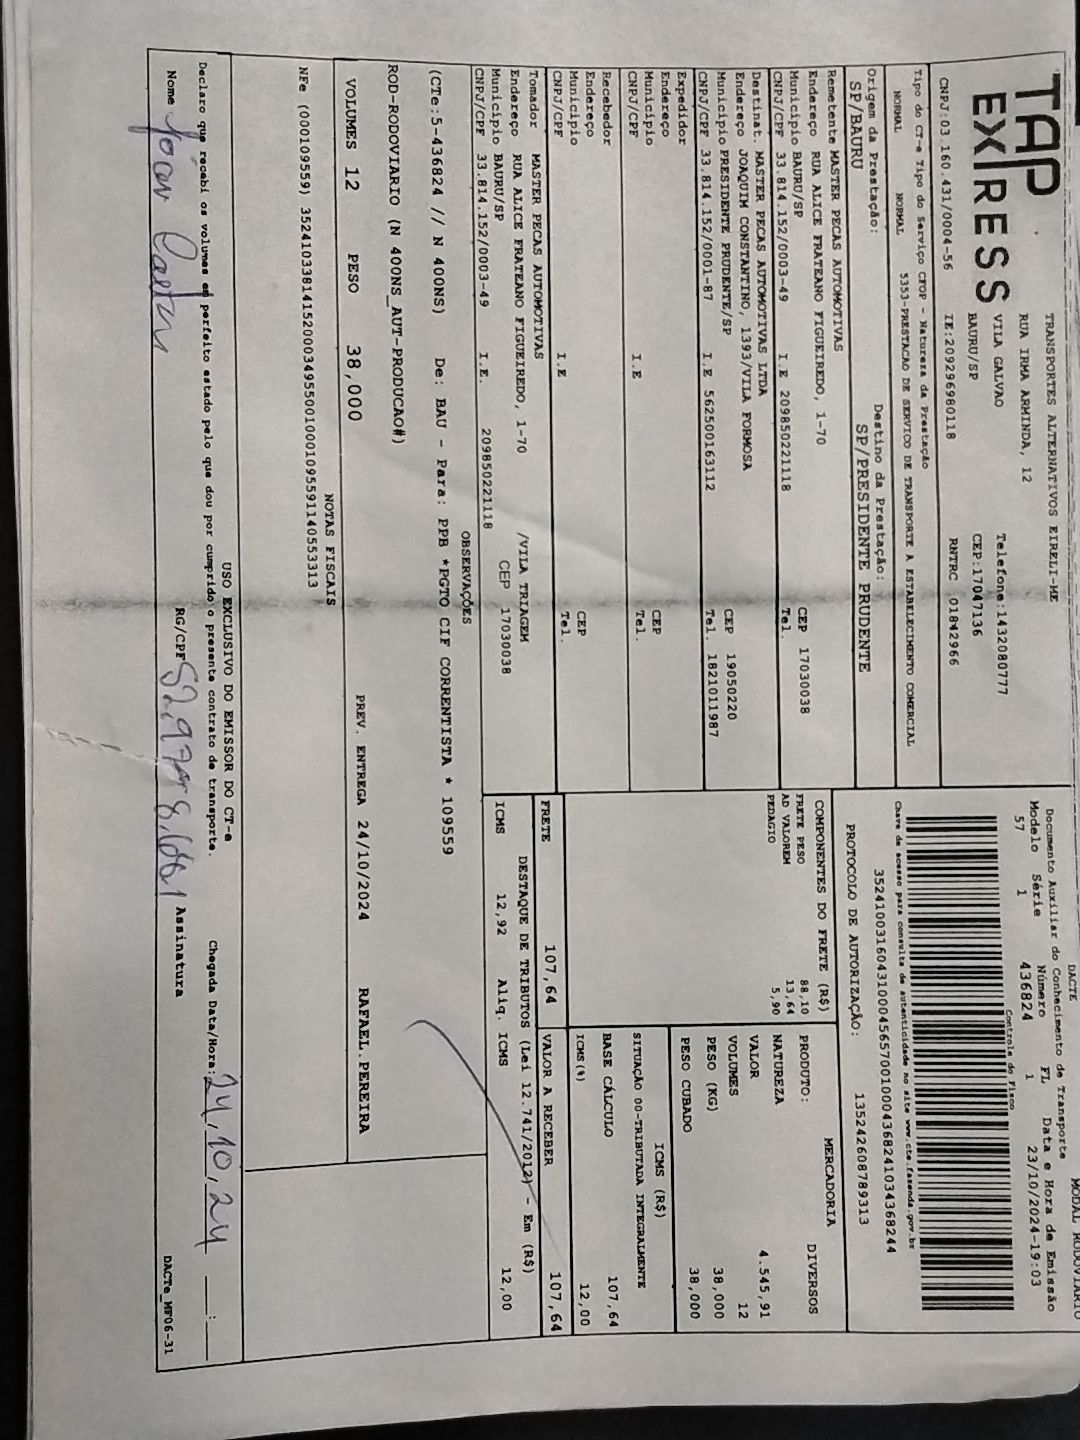 TAP
EXPRESS
TRANSPORTES ALTERNATIVOS EIRELI-ME
RUA IRMA ARMINDA, 12
VILA GALVAO Telefone:1432080777
BAURU/SP CEP:17047136
CNPJ:03.160.431/0004-56 IE:209296980118 RNTRC 01842966
Tipo do CT-e Tipo do Serviço CFOP - Natureza da Prestação
NORMAL NORMAL 5353-PRESTACAO DE SERVICO DE TRANSPORTE A ESTABELECIMENTO COMERCIAL
Origem da Prestação: Destino da Prestação:
SP/BAURU SP/PRESIDENTE PRUDENTE
Remetente MASTER PECAS AUTOMOTIVAS
Endereço RUA ALICE FRATEANO FIGUEIREDO, 1-70
Município BAURU/SP CEP 17030038
CNPJ/CPF 33.814.152/0003-49 I.E 209850221118 Tel.
Destinat. MASTER PECAS AUTOMOTIVAS LTDA
Endereço JOAQUIM CONSTANTINO, 1393/VILA FORMOSA
Município PRESIDENTE PRUDENTE/SP CEP 19050220
CNPJ/CPF 33.814.152/0001-87 I.E 562500163112 Tel. 1821011987
Expedidor
Endereço
Município CEP
CNPJ/CPF I.E Tel.
Recebedor
Endereço
Município CEP
CNPJ/CPF I.E Tel.
Tomador MASTER PECAS AUTOMOTIVAS
Endereço RUA ALICE FRATEANO FIGUEIREDO, 1-70 /VILA TRIAGEM
Município BAURU/SP CEP 17030038
CNPJ/CPF 33.814.152/0003-49 I.E. 209850221118
MODAL RODOVIARIO
DACTE
Documento Auxiliar do Conhecimento de Transporte
Modelo Série Número FL Data e Hora de Emissão
57 1 436824 1 23/10/2024-19:03
Controle do Fisco
Chave de acesso para consulta de autenticidade no site www.cte.fazenda.gov.br
35241003160431000456570010004368241034368244
PROTOCOLO DE AUTORIZAÇÃO: 135242608789313
COMPONENTES DO FRETE (R$)
FRETE PESO 88,10
AD VALOREM 13,64
PEDAGIO 5,90
MERCADORIA
PRODUTO: DIVERSOS
NATUREZA
VALOR 4.545,91
VOLUMES 12
PESO (KG) 38,000
PESO CUBADO 38,000
ICMS (R$)
SITUAÇÃO 00-TRIBUTADA INTEGRALMENTE
BASE CÁLCULO 107,64
ICMS (%) 12,00
FRETE 107,64 VALOR A RECEBER 107,64
DESTAQUE DE TRIBUTOS (Lei 12.741/2012) - Em (R$)
ICMS 12,92 Aliq. ICMS 12,00
OBSERVAÇÕES
(CTe:5-436824 // N 400NS) De: BAU - Para: PPB *PGTO CIF CORRENTISTA * 109559
ROD-RODOVIARIO (N 400NS_AUT-PRODUCAO#)
VOLUMES 12 PESO 38,000 PREV. ENTREGA 24/10/2024 RAFAEL.PEREIRA
NOTAS FISCAIS
NFe (000109559) 35241033814152000349550010001095591140553313
USO EXCLUSIVO DO EMISSOR DO CT-e
Declaro que recebi os volumes em perfeito estado pelo que dou por cumprido o presente contrato de transporte. Chegada Data/Hora: 24/10/24 __:__
Nome RG/CPF Assinatura
DACTe_MF06-31